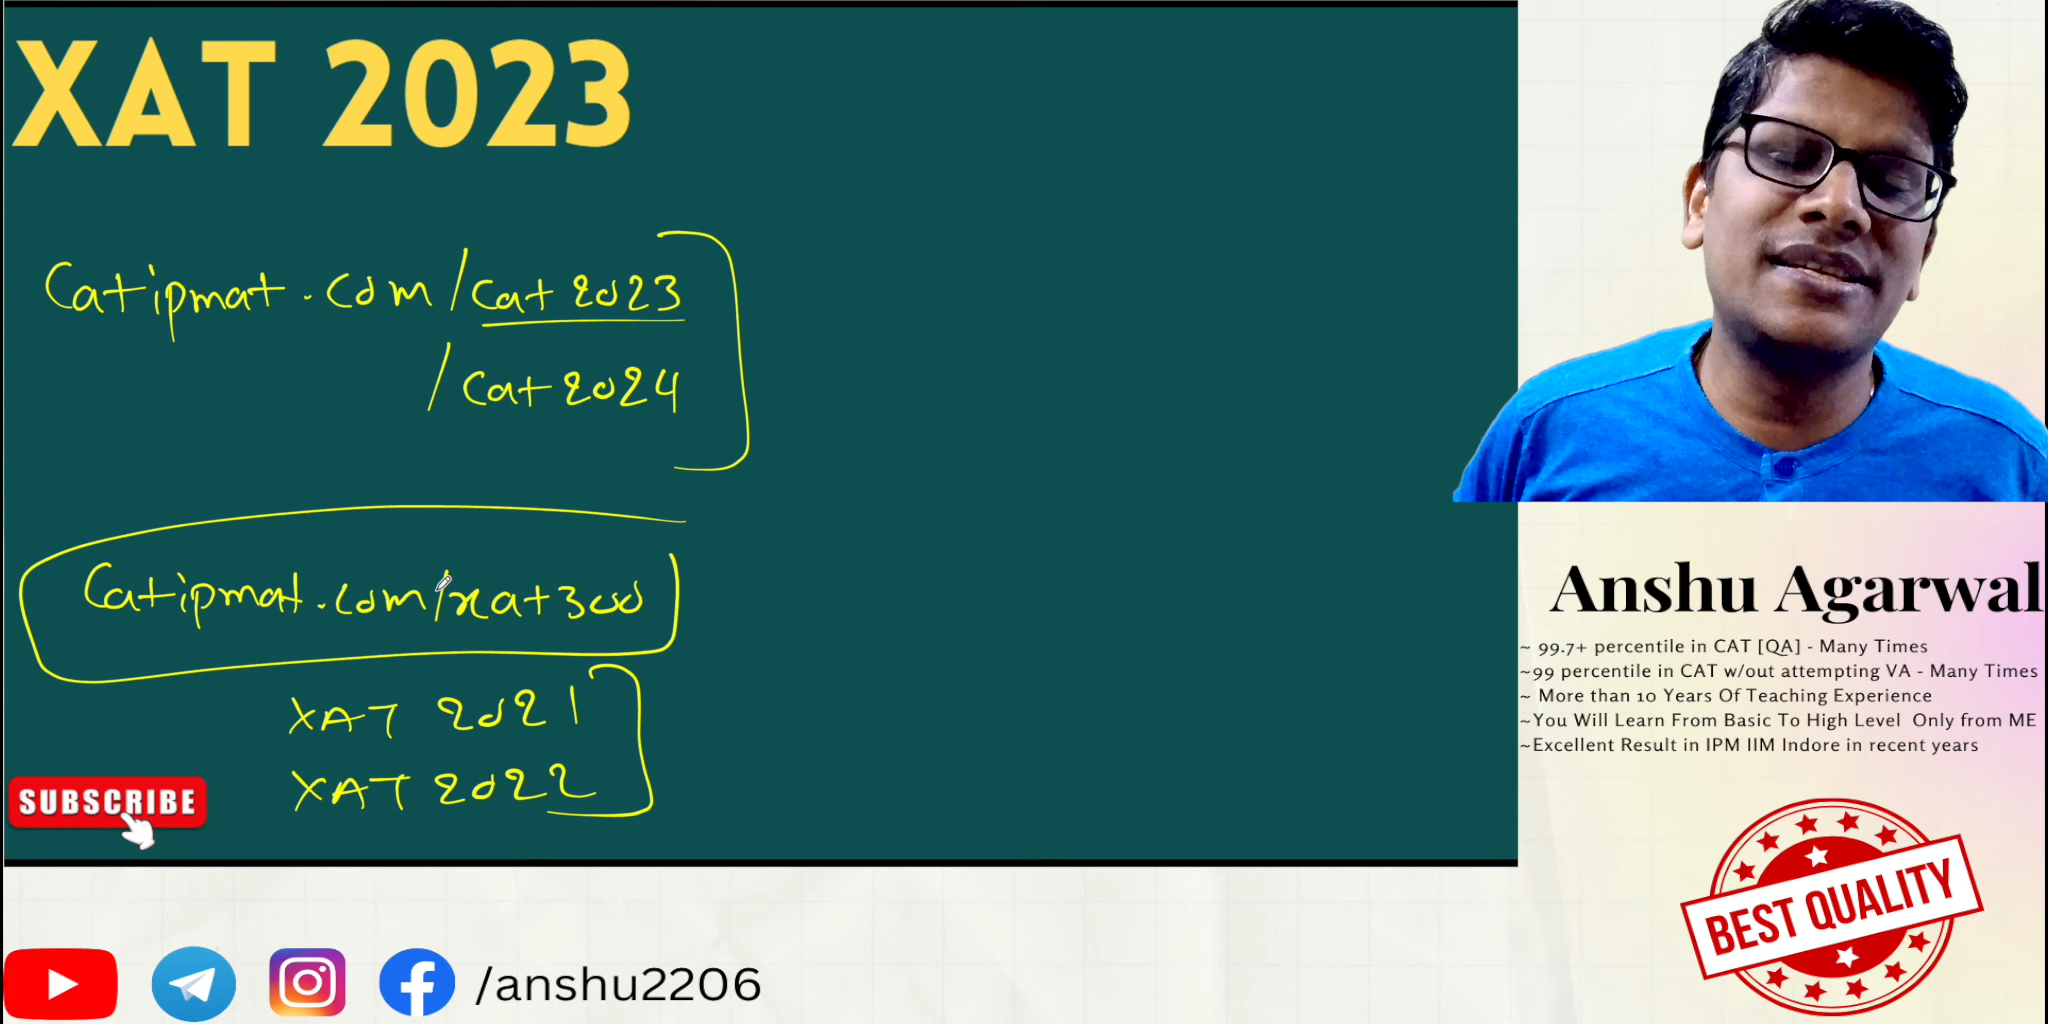 XAT 2023
Catipmat.com/Cat 2023
/Cat 2024
Catipmat.com/xat300
XAT 2021
XAT 2022
SUBSCRIBE
Anshu Agarwal
~ 99.7+ percentile in CAT [QA] - Many Times
~99 percentile in CAT w/out attempting VA - Many Times
~ More than 10 Years Of Teaching Experience
~You Will Learn From Basic To High Level Only from ME
~Excellent Result in IPM IIM Indore in recent years
BEST QUALITY
/anshu2206